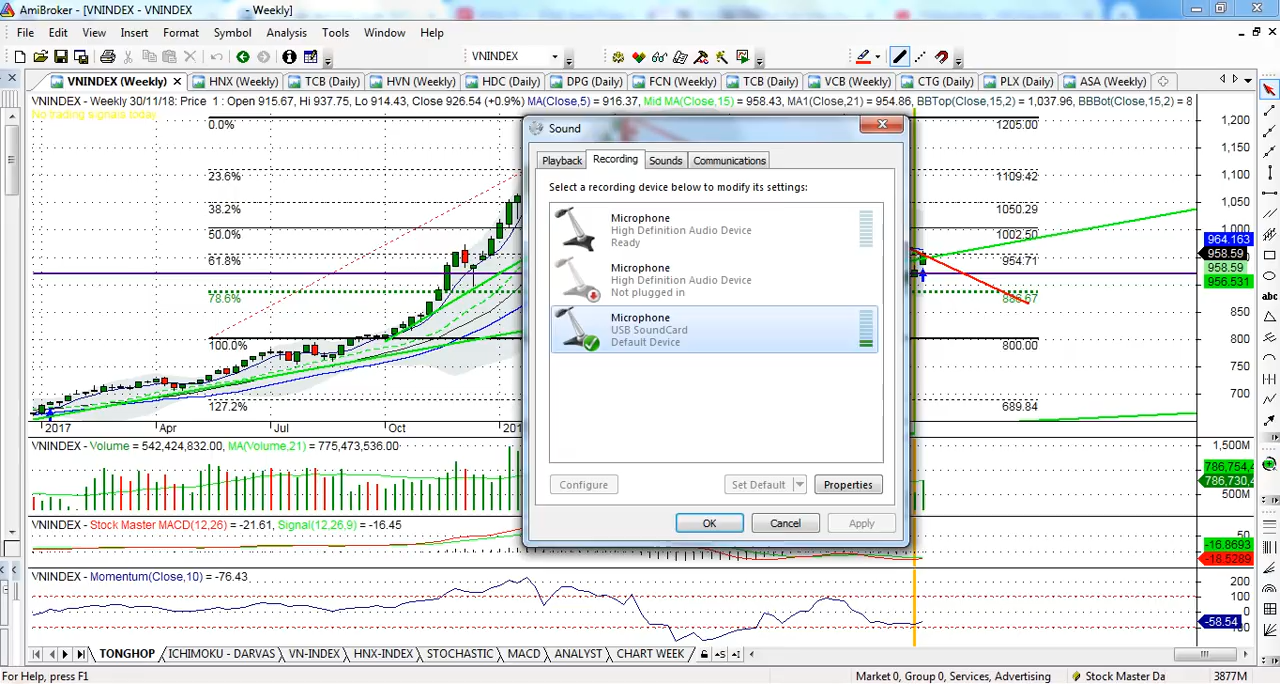 AmiBroker - [VNINDEX - VNINDEX - Weekly]
File Edit View Insert Format Symbol Analysis Tools Window Help
VNINDEX
VNINDEX (Weekly) HNX (Weekly) TCB (Daily) HVN (Weekly) HDC (Daily) DPG (Daily) FCN (Weekly) TCL (Daily) VCB (Weekly) CTG (Daily) PLX (Daily) ASA (Weekly)
VNINDEX - Weekly 30/11/18: Price 1 : Open 915.67, Hi 937.75, Lo 914.43, Close 926.54 (+0.9%) MA(Close,5) = 916.37, Mid MA(Close,15) = 958.43, MA1(Close,21) = 954.86, BBTop(Close,15,2) = 1,037.96, BBBot(Close,15,2) = 8
No trading signals today
0.0%
23.6%
38.2%
50.0%
61.8%
78.6%
100.0%
127.2%
1205.00
1109.42
1050.29
1002.50
954.71
800.00
689.84
1,200
1,150
1,100
1,050
1,000
964.163
958.59
958.59
956.531
850
800
750
700
2017 Apr Jul Oct
Sound
Playback Recording Sounds Communications
Select a recording device below to modify its settings:
Microphone
High Definition Audio Device
Ready
Microphone
High Definition Audio Device
Not plugged in
Microphone
USB SoundCard
Default Device
Configure Set Default Properties
OK Cancel Apply
VNINDEX - Volume = 542,424,832.00, MA(Volume,21) = 775,473,536.00
1,500M
786,754,4
786,730,4
500M
VNINDEX - Stock Master MACD(12,26) = -21.61, Signal(12,26,9) = -16.45
50
-16.8693
-18.5289
VNINDEX - Momentum(Close,10) = -76.43
200
100
0
-58.54
100
TONGHOP ICHIMOND - DARVAS VN-INDEX HNX-INDEX STOCHASTIC MACD ANALYST CHART WEEK
For Help, press F1
Market 0, Group 0, Services, Advertising
Stock Master Da
3877M